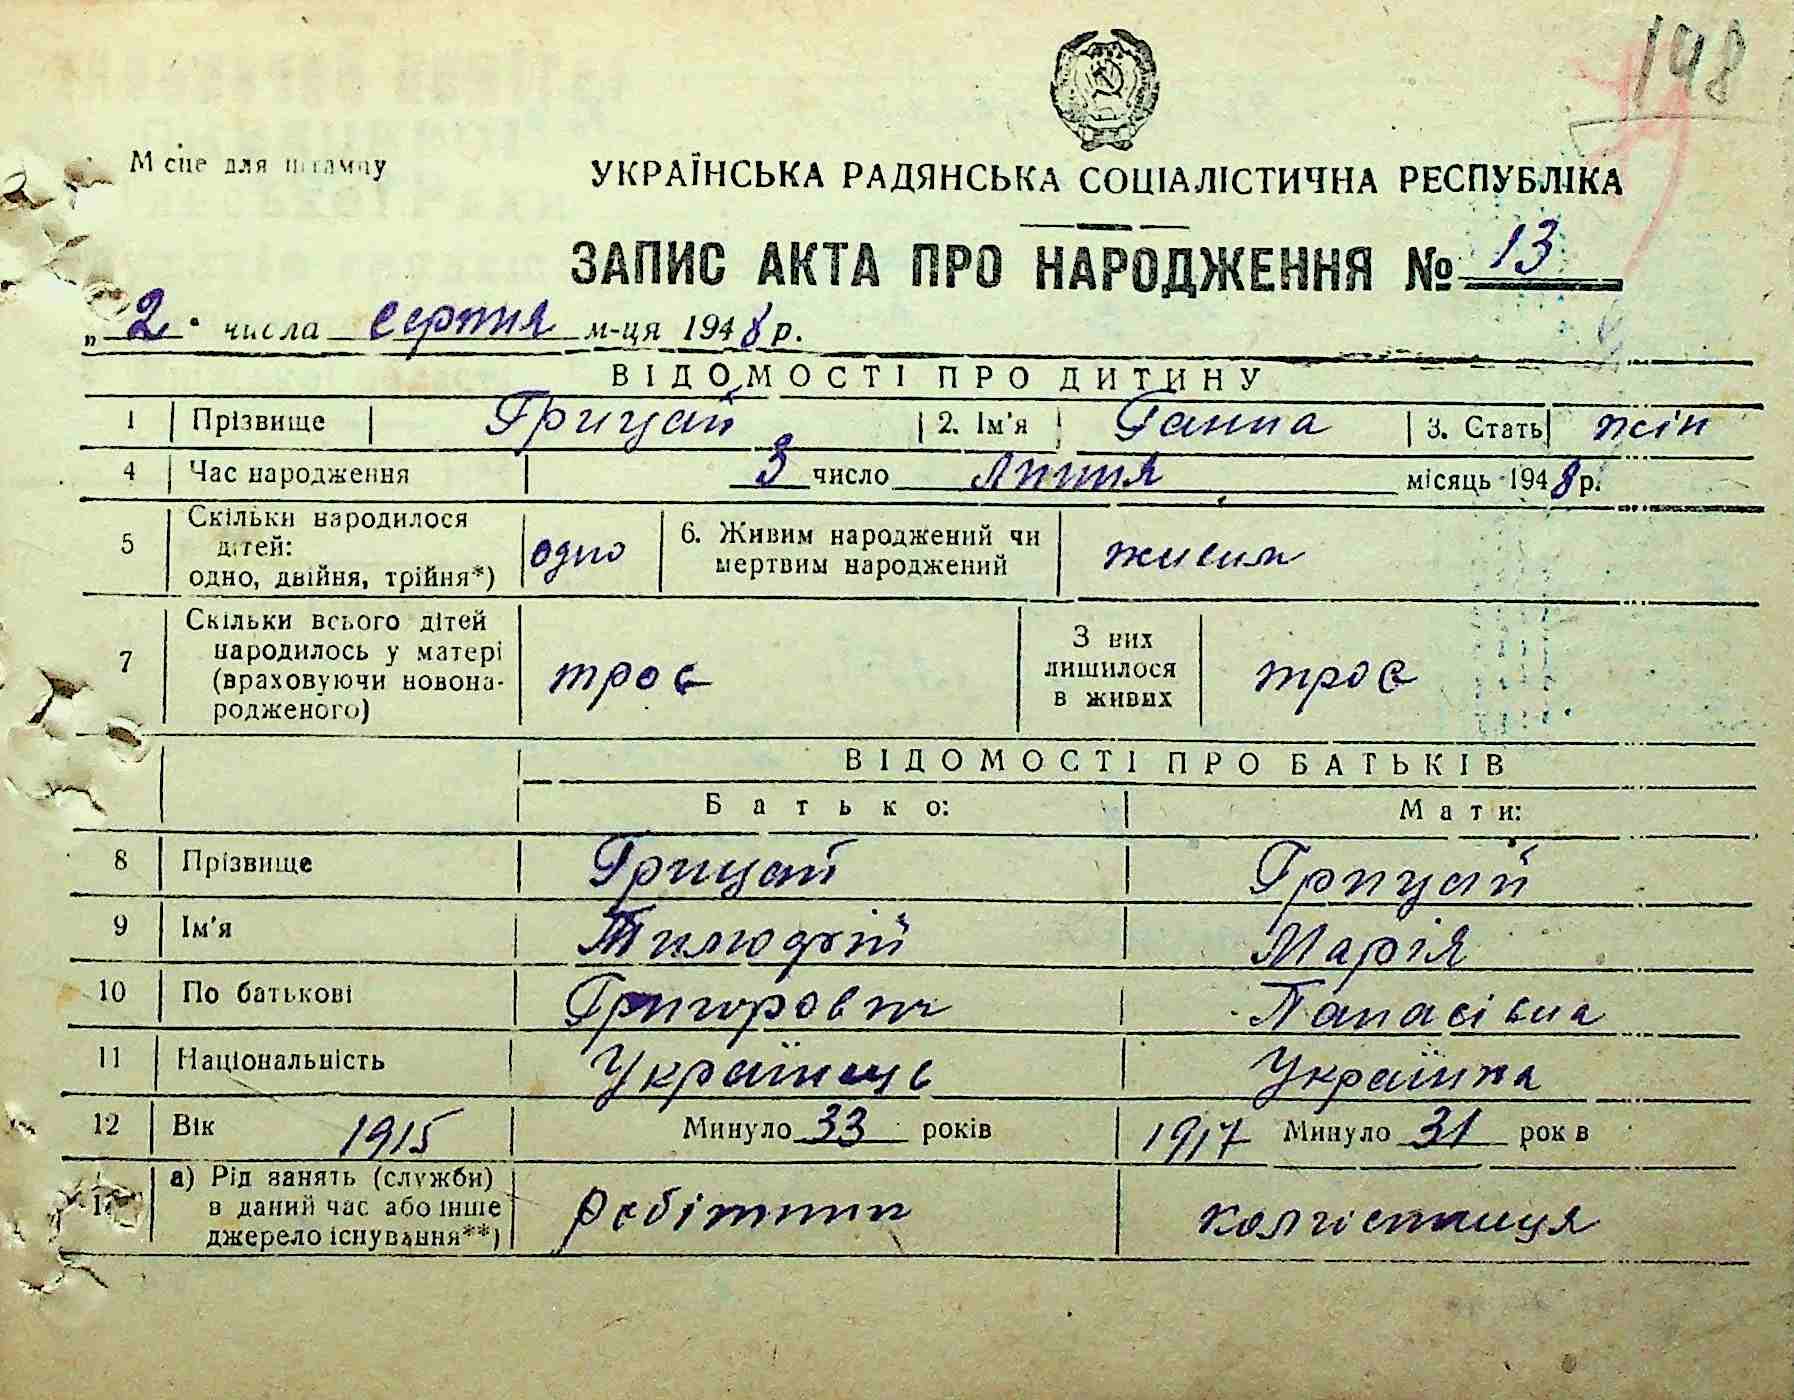 198
Місце для штампу
УКРАЇНСЬКА РАДЯНСЬКА СОЦІАЛІСТИЧНА РЕСПУБЛІКА
ЗАПИС АКТА ПРО НАРОДЖЕННЯ № 13
„2" числа серпня м-ця 1948 р.
ВІДОМОСТІ ПРО ДИТИНУ
1 Прізвище Грицай 2. Ім'я Ганна 3. Стать жін
4 Час народження 3 число липня місяць 1948 р.
5 Скільки народилося дітей: одно, двійня, трійня*) одно 6. Живим народжений чи мертвим народжений живим
7 Скільки всього дітей народилось у матері (враховуючи новонародженого) троє З них лишилося в живих троє
ВІДОМОСТІ ПРО БАТЬКІВ
Батько: Мати:
8 Прізвище Грицай Грицай
9 Ім'я Тимофій Марія
10 По батькові Григорович Панасівна
11 Національність Українець Українка
12 Вік 1915 Минуло 33 років 1917 Минуло 31 рок в
а) Рід занять (служби) в даний час або інше джерело існування**) робітник колгоспниця